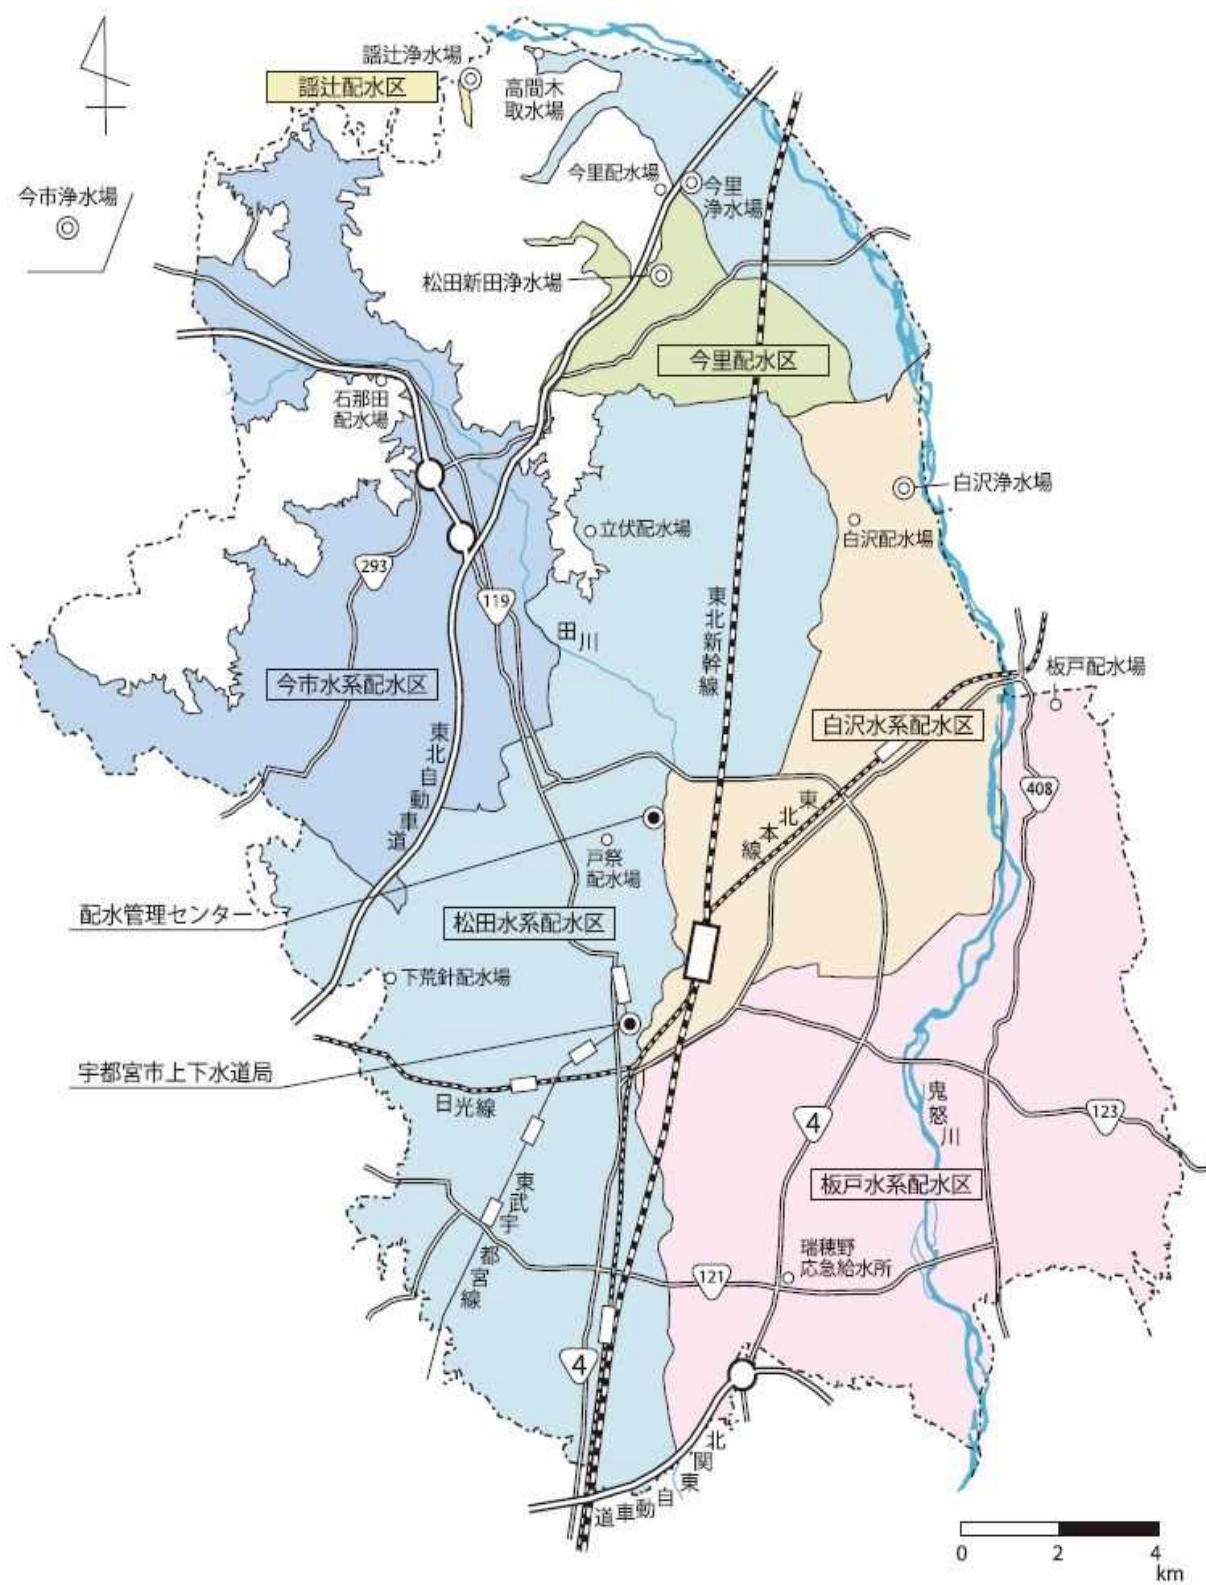 謡辻浄水場
謡辻配水区
高間木
取水場
今市浄水場
今里配水場
今里
浄水場
松田新田浄水場
今里配水区
石那田
配水場
白沢浄水場
立伏配水場
白沢配水場
293
119
田川
東北新幹線
板戸配水場
今市水系配水区
白沢水系配水区
東北自動車道
408
東北本線
戸祭
配水場
配水管理センター
松田水系配水区
下荒針配水場
宇都宮市上下水道局
日光線
鬼怒川
4
123
東武宇都宮線
板戸水系配水区
瑞穂野
応急給水所
121
4
北関東自動車道
0 2 4
km